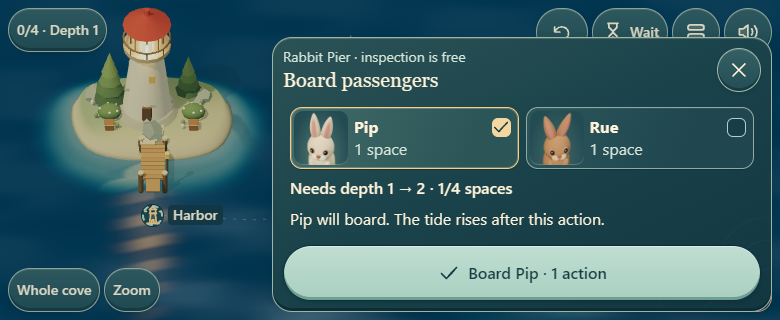 0/4 · Depth 1
Wait
Rabbit Pier · inspection is free
Board passengers
Pip
1 space
Rue
1 space
Needs depth 1 → 2 · 1/4 spaces
Pip will board. The tide rises after this action.
Board Pip · 1 action
Harbor
Whole cove
Zoom